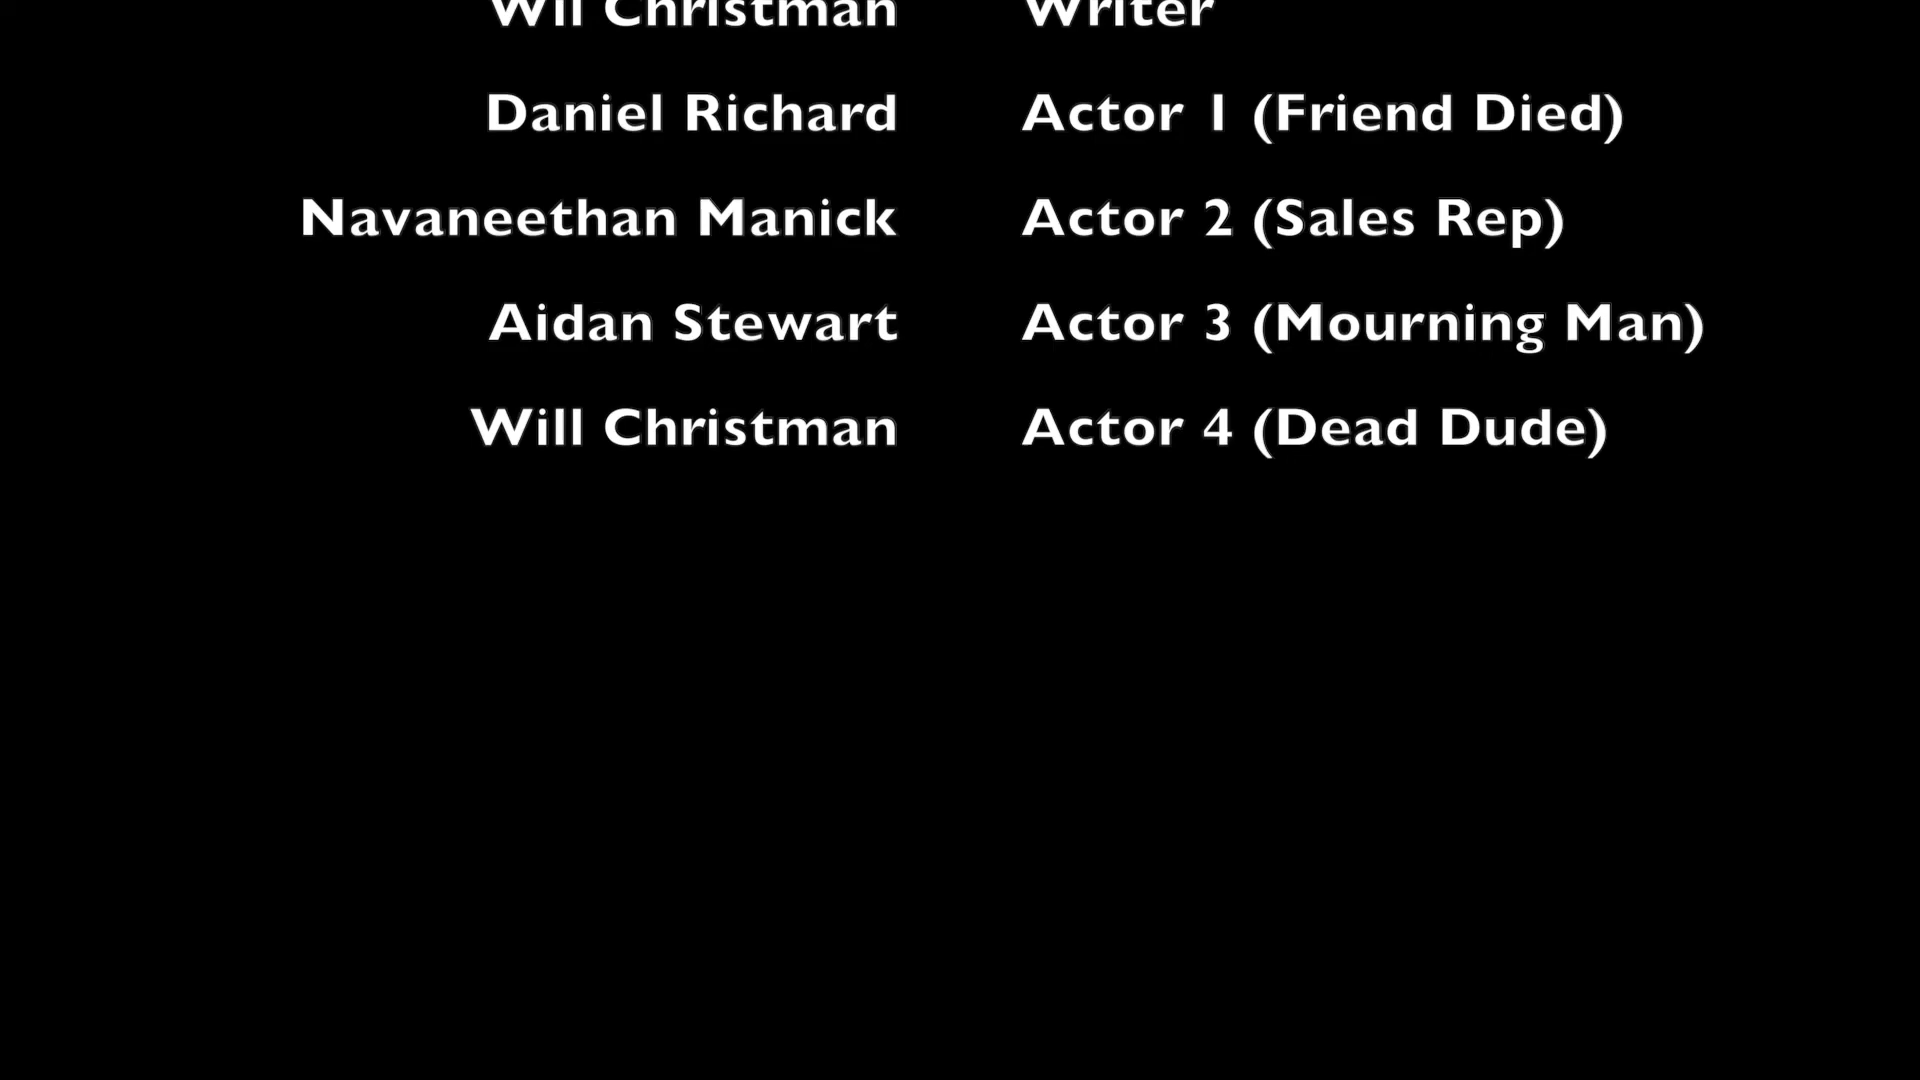 Wil Christman Writer
Daniel Richard Actor 1 (Friend Died)
Navaneethan Manick Actor 2 (Sales Rep)
Aidan Stewart Actor 3 (Mourning Man)
Will Christman Actor 4 (Dead Dude)